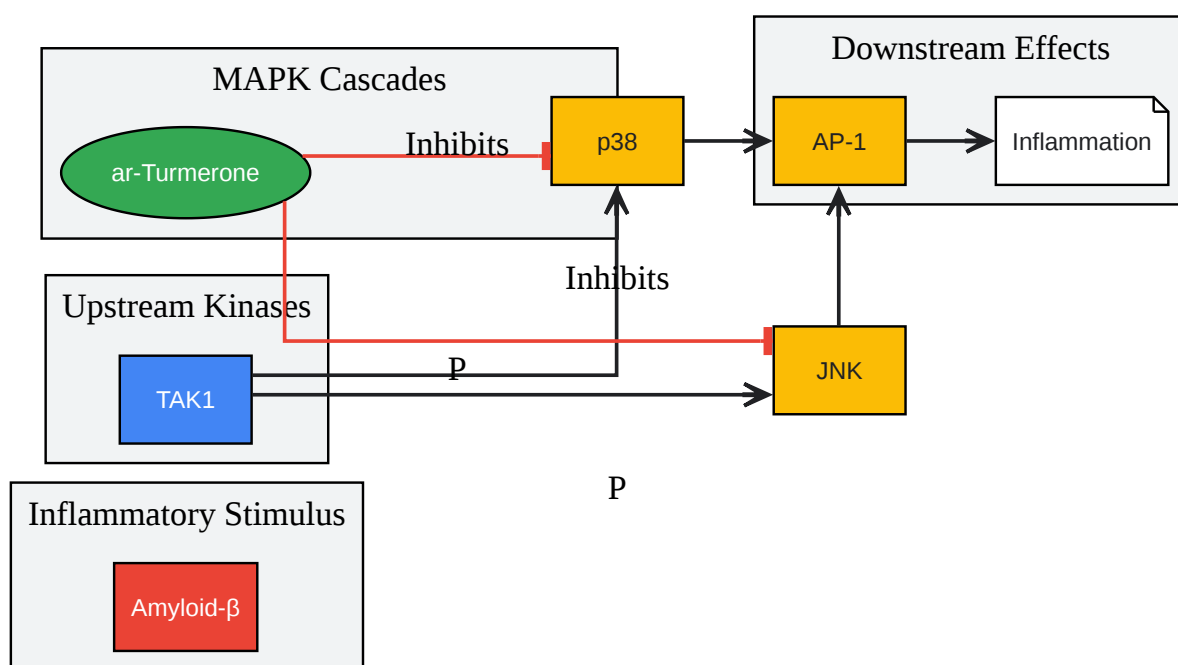 Downstream Effects
MAPK Cascades
Inhibits
p38
AP-1
Inflammation
ar-Turmerone
Inhibits
Upstream Kinases
P
JNK
TAK1
P
Inflammatory Stimulus
Amyloid-β